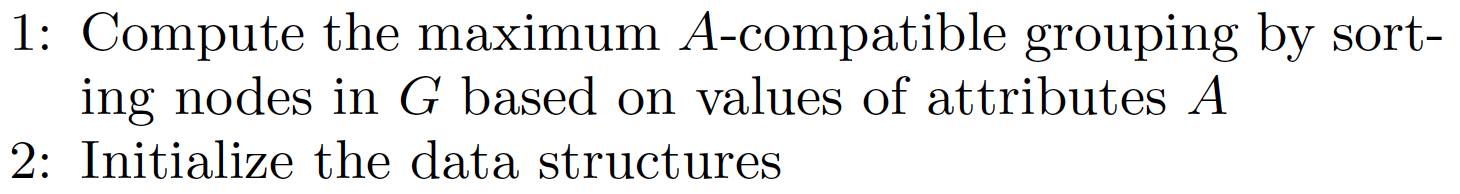 1: Compute the maximum A-compatible grouping by sort-
ing nodes in G based on values of attributes A
2: Initialize the data structures